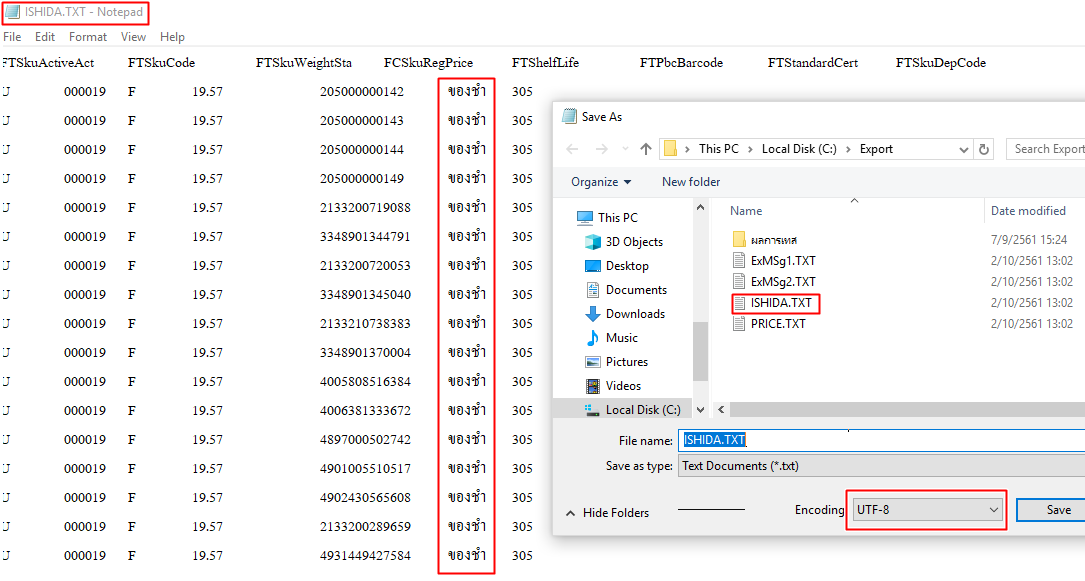 ISHIDA.TXT - Notepad
File Edit Format View Help
FTSkuActiveAct FTSkuCode FTSkuWeightSta FCSkuRegPrice FTShelfLife FTPbcBarcode FTStandardCert FTSkuDepCode
U 000019 F 19.57 205000000142 ของชำ 305
U 000019 F 19.57 205000000143 ของชำ 305
U 000019 F 19.57 205000000144 ของชำ 305
U 000019 F 19.57 205000000149 ของชำ 305
U 000019 F 19.57 2133200719088 ของชำ 305
U 000019 F 19.57 3348901344791 ของชำ 305
U 000019 F 19.57 2133200720053 ของชำ 305
U 000019 F 19.57 3348901345040 ของชำ 305
U 000019 F 19.57 2133210738383 ของชำ 305
U 000019 F 19.57 3348901370004 ของชำ 305
U 000019 F 19.57 4005808516384 ของชำ 305
U 000019 F 19.57 4006381333672 ของชำ 305
U 000019 F 19.57 4897000502742 ของชำ 305
U 000019 F 19.57 4901005510517 ของชำ 305
U 000019 F 19.57 4902430565608 ของชำ 305
U 000019 F 19.57 2133200289659 ของชำ 305
U 000019 F 19.57 4931449427584 ของชำ 305
Save As
This PC › Local Disk (C:) › Export
Search Export
Organize New folder
This PC
3D Objects
Desktop
Documents
Downloads
Music
Pictures
Videos
Local Disk (C:)
Name Date modified
ผลการเทส 7/9/2561 15:24
ExMSg1.TXT 2/10/2561 13:02
ExMSg2.TXT 2/10/2561 13:02
ISHIDA.TXT 2/10/2561 13:02
PRICE.TXT 2/10/2561 13:02
File name: ISHIDA.TXT
Save as type: Text Documents (*.txt)
Hide Folders Encoding UTF-8 Save